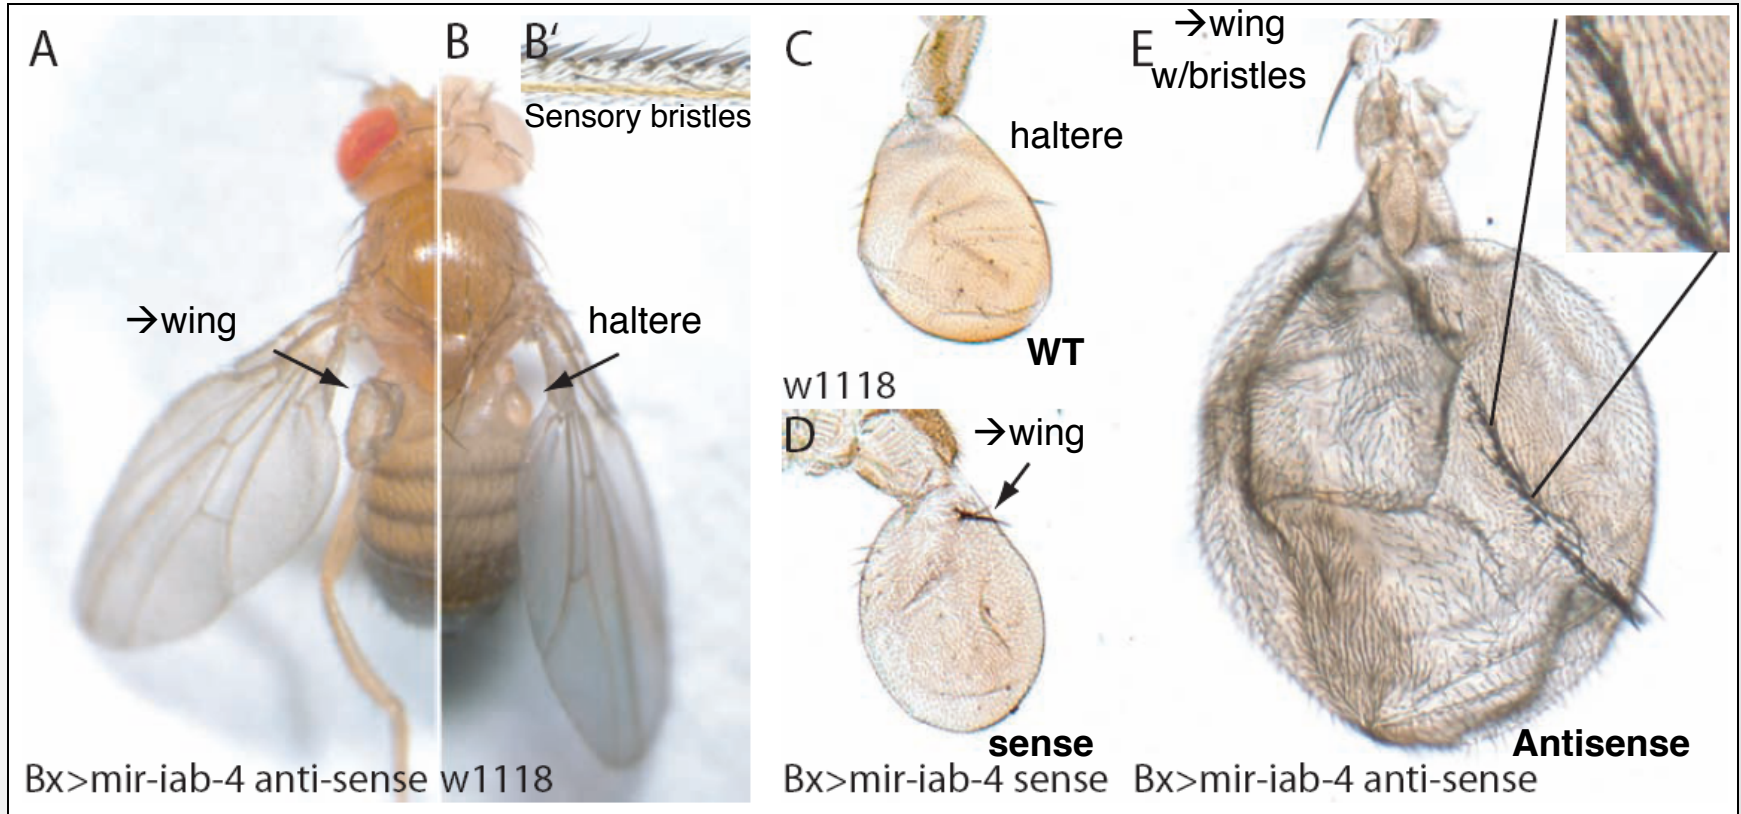 A
B
B′
Sensory bristles
→wing
haltere
Bx>mir-iab-4 anti-sense
w1118
C
haltere
WT
w1118
D
→wing
sense
Bx>mir-iab-4 sense
E
→wing
w/bristles
Antisense
Bx>mir-iab-4 anti-sense